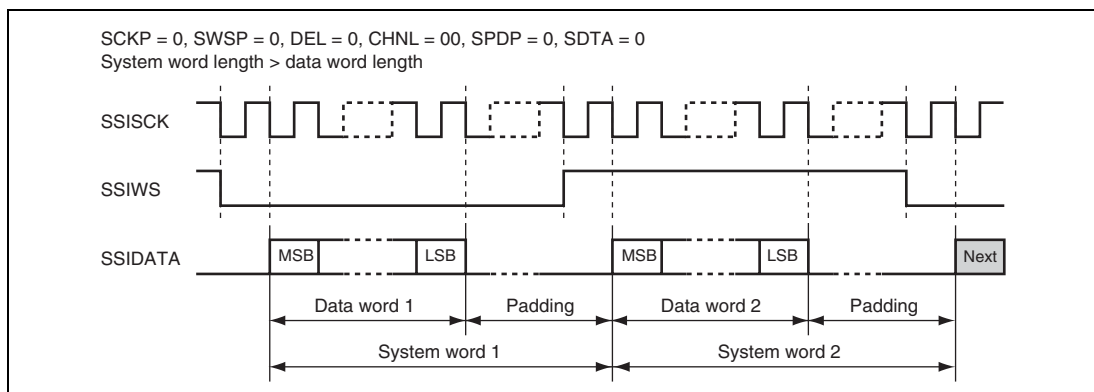 SCKP = 0, SWSP = 0, DEL = 0, CHNL = 00, SPDP = 0, SDTA = 0
System word length > data word length
SSISCK
SSIWS
SSIDATA
MSB
LSB
MSB
LSB
Next
Data word 1
Padding
Data word 2
Padding
System word 1
System word 2